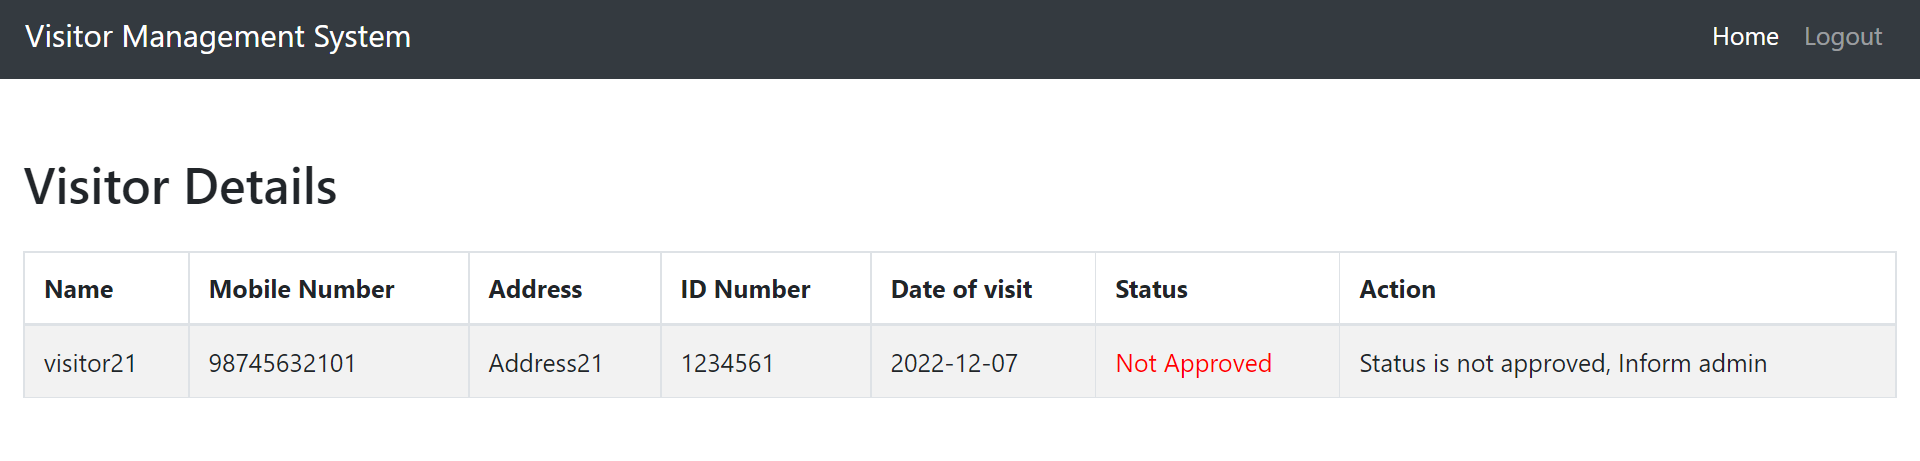 Visitor Management System Home Logout
Visitor Details
Name Mobile Number Address ID Number Date of visit Status Action
visitor21 98745632101 Address21 1234561 2022-12-07 Not Approved Status is not approved, Inform admin